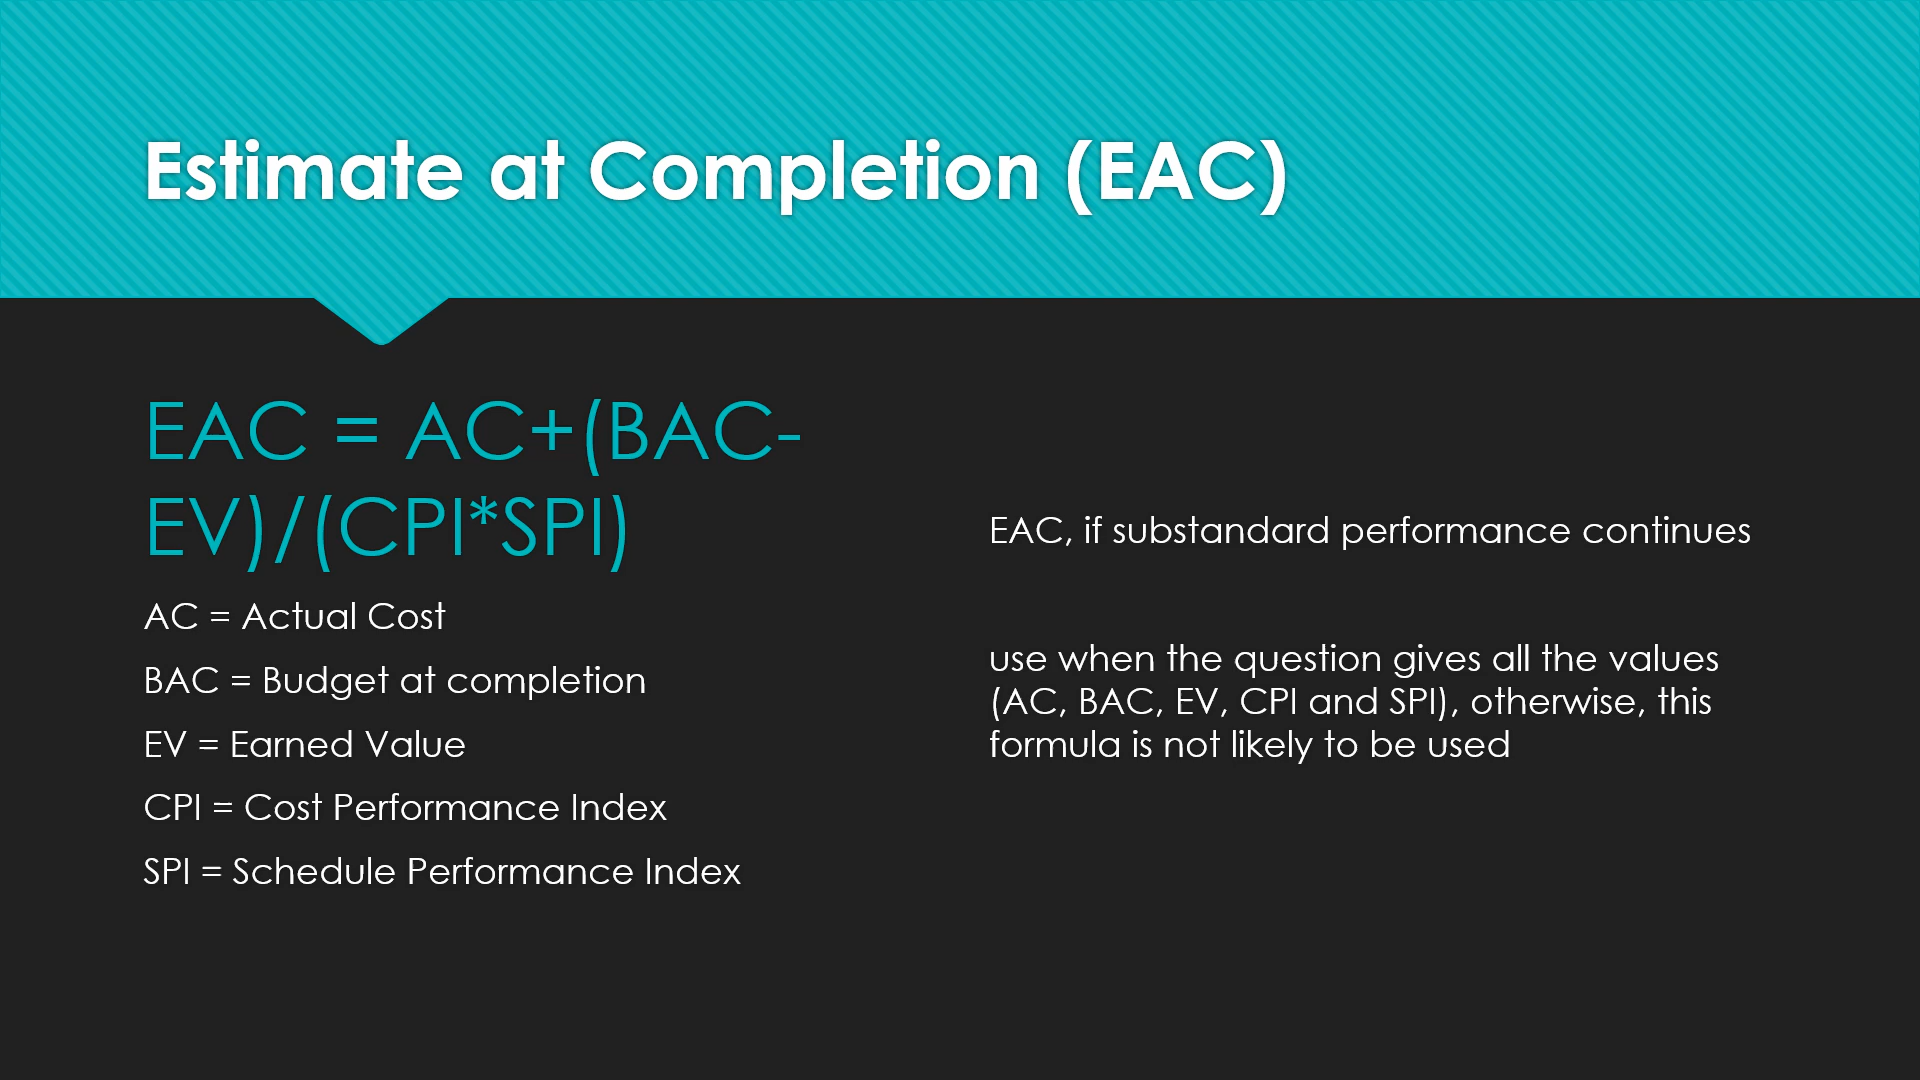 Estimate at Completion (EAC)
EAC = AC+(BAC-
EV)/(CPI*SPI)
AC = Actual Cost
BAC = Budget at completion
EV = Earned Value
CPI = Cost Performance Index
SPI = Schedule Performance Index
EAC, if substandard performance continues
use when the question gives all the values
(AC, BAC, EV, CPI and SPI), otherwise, this
formula is not likely to be used